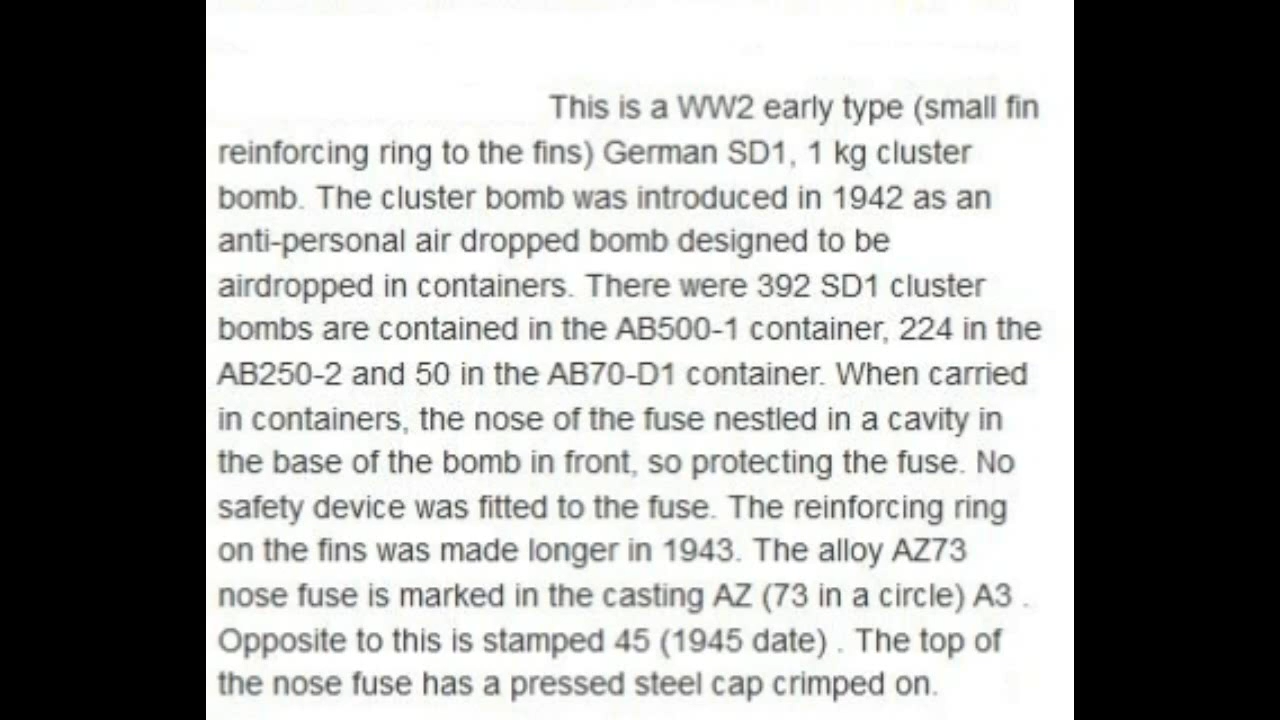 This is a WW2 early type (small fin
reinforcing ring to the fins) German SD1, 1 kg cluster
bomb. The cluster bomb was introduced in 1942 as an
anti-personal air dropped bomb designed to be
airdropped in containers. There were 392 SD1 cluster
bombs are contained in the AB500-1 container, 224 in the
AB250-2 and 50 in the AB70-D1 container. When carried
in containers, the nose of the fuse nestled in a cavity in
the base of the bomb in front, so protecting the fuse. No
safety device was fitted to the fuse. The reinforcing ring
on the fins was made longer in 1943. The alloy AZ73
nose fuse is marked in the casting AZ (73 in a circle) A3 .
Opposite to this is stamped 45 (1945 date) . The top of
the nose fuse has a pressed steel cap crimped on.